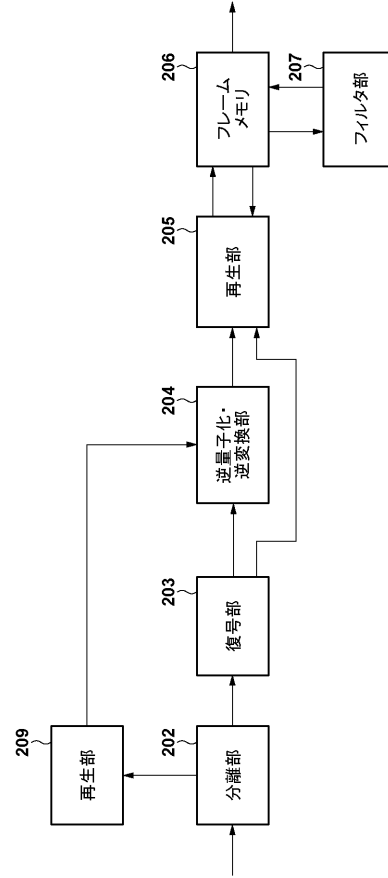 209
再生部
202
分離部
203
復号部
204
逆量子化・
逆変換部
205
再生部
206
フレーム
メモリ
207
フィルタ部